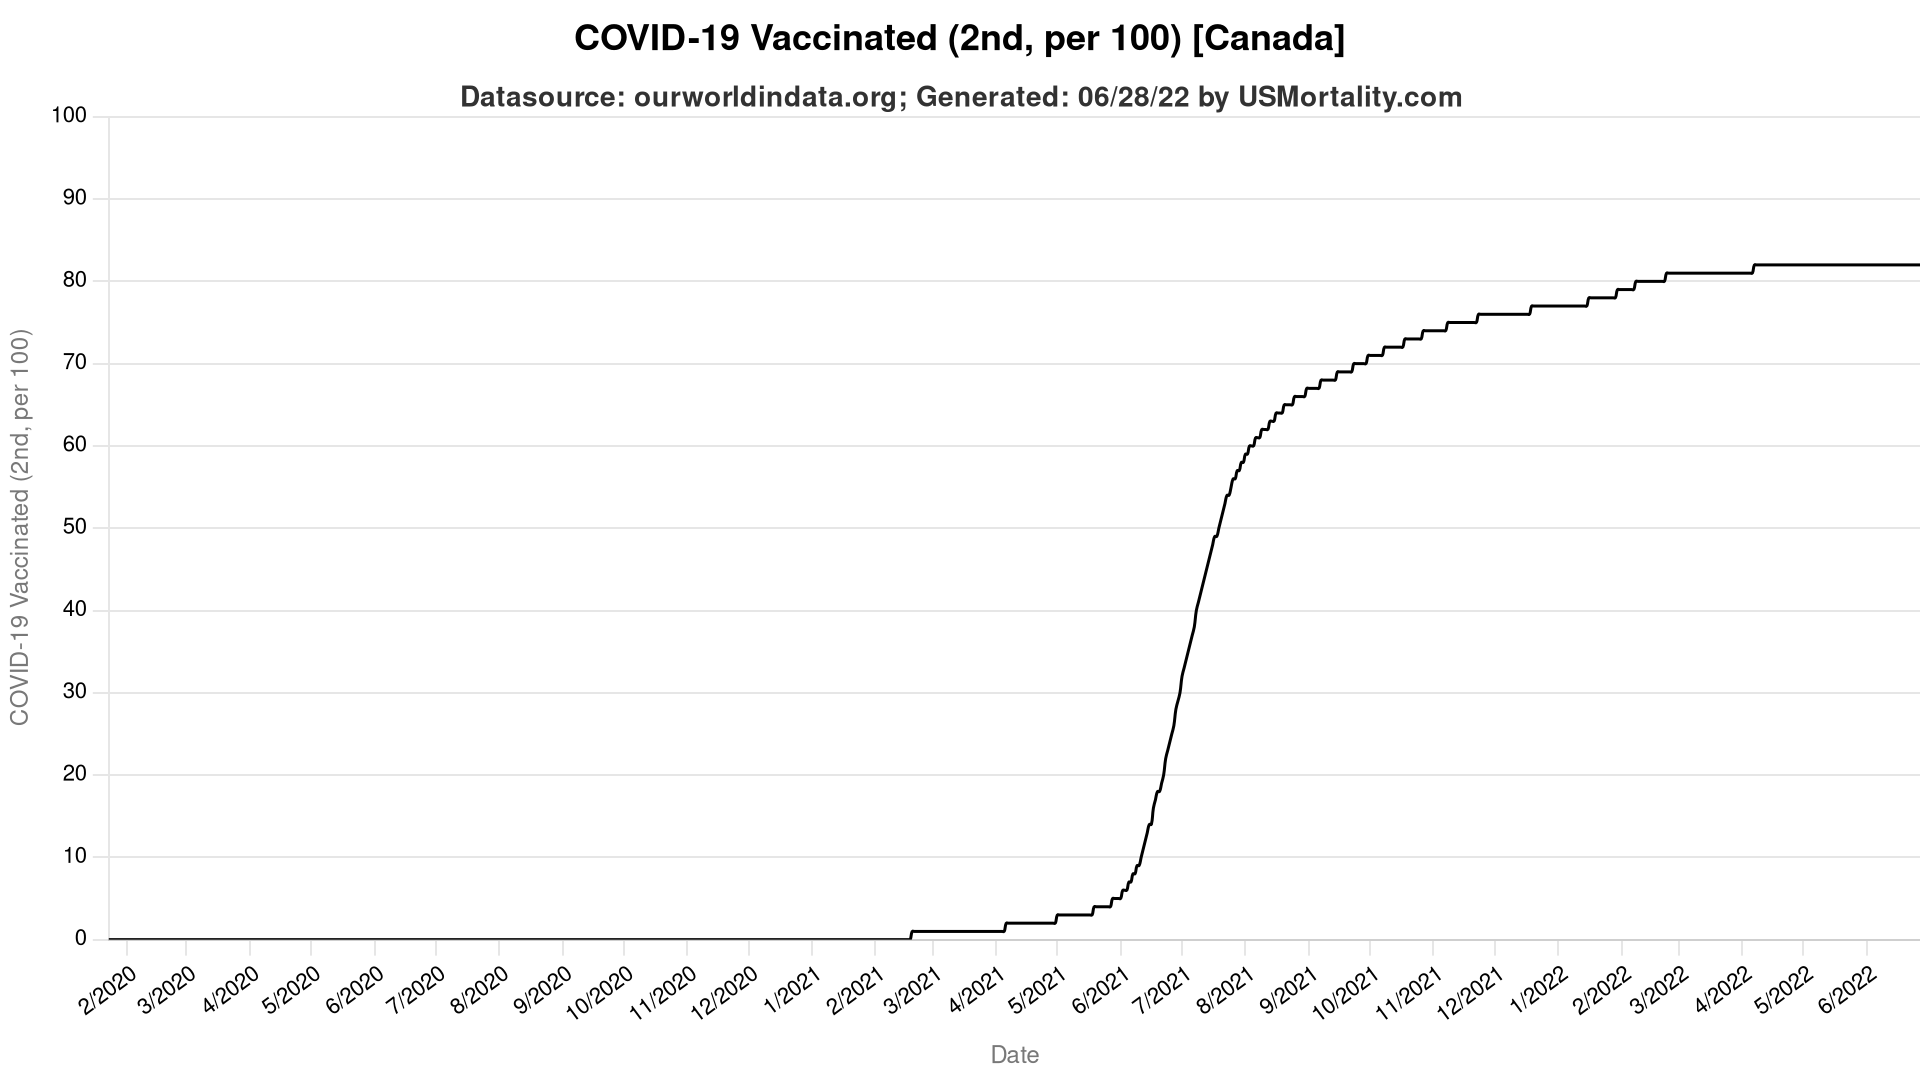 COVID-19 Vaccinated (2nd, per 100) [Canada]
Datasource: ourworldindata.org; Generated: 06/28/22 by USMortality.com
100
90
80
70
60
50
40
30
20
10
0
COVID-19 Vaccinated (2nd, per 100)
2/2020 3/2020 4/2020 5/2020 6/2020 7/2020 8/2020 9/2020 10/2020 11/2020 12/2020 1/2021 2/2021 3/2021 4/2021 5/2021 6/2021 7/2021 8/2021 9/2021 10/2021 11/2021 12/2021 1/2022 2/2022 3/2022 4/2022 5/2022 6/2022
Date